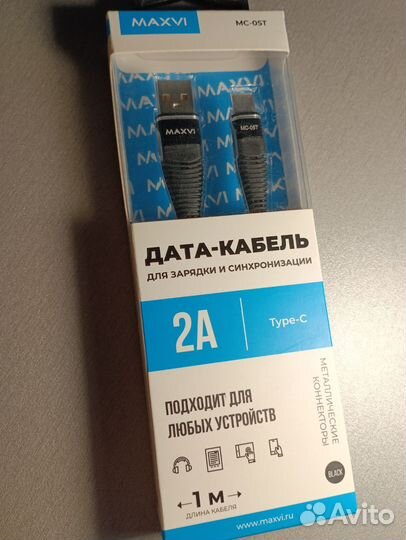 MAXVI
MC-05T
MAXVI
MC-05T
ДАТА-КАБЕЛЬ
ДЛЯ ЗАРЯДКИ И СИНХРОНИЗАЦИИ
2A
Type-C
МЕТАЛЛИЧЕСКИЕ
КОННЕКТОРЫ
ПОДХОДИТ ДЛЯ
ЛЮБЫХ УСТРОЙСТВ
BLACK
1 М
ДЛИНА КАБЕЛЯ
www.maxvi.ru
Avito